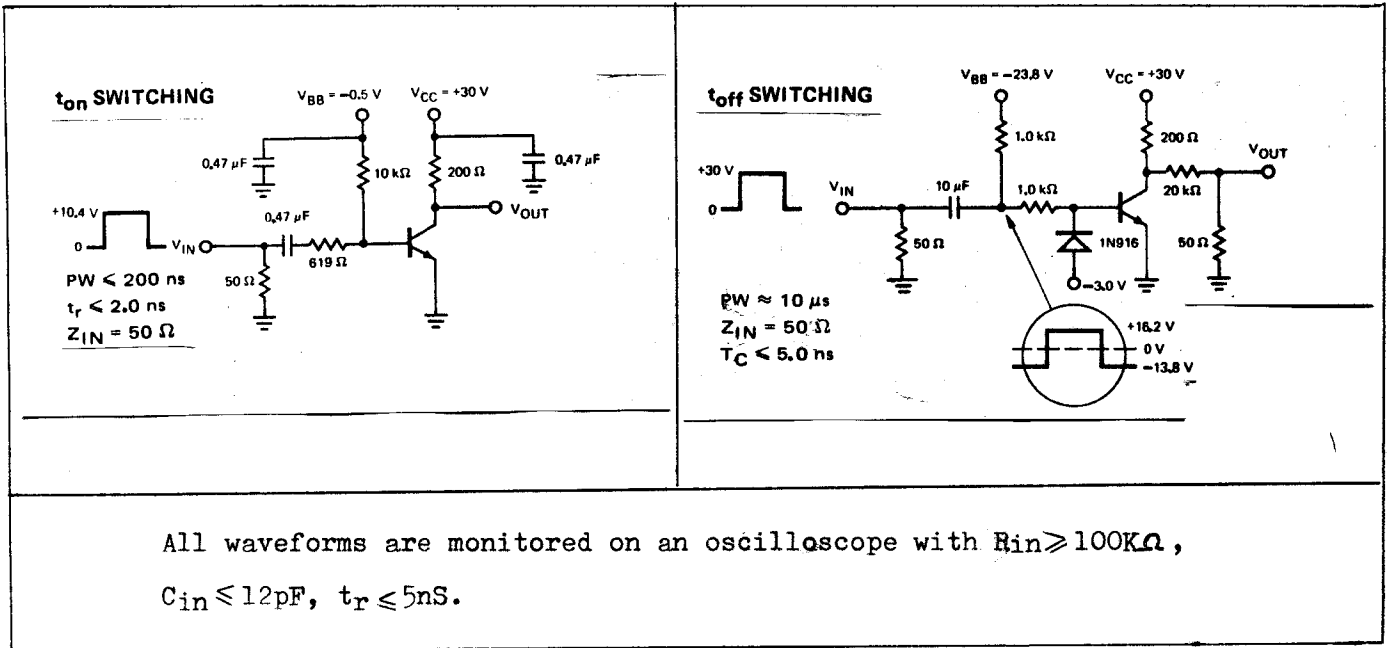 t_on SWITCHING
V_BB = −0.5 V
V_CC = +30 V
0.47 μF
10 kΩ
200 Ω
0.47 μF
V_OUT
+10.4 V
0
V_IN
0.47 μF
619 Ω
50 Ω
PW ⩽ 200 ns
t_r ⩽ 2.0 ns
Z_IN = 50 Ω
t_off SWITCHING
V_BB = −23.8 V
V_CC = +30 V
1.0 kΩ
200 Ω
V_OUT
+30 V
0
V_IN
10 μF
1.0 kΩ
20 kΩ
50 Ω
1N916
50 Ω
−3.0 V
PW ≈ 10 μs
Z_IN = 50 Ω
T_C ⩽ 5.0 ns
+16.2 V
0 V
−13.8 V
All waveforms are monitored on an oscilloscope with Rin⩾100KΩ,
Cin⩽12pF, tr⩽5nS.